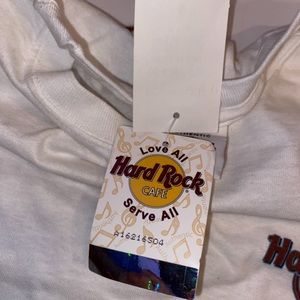 Love All
Hard Rock
CAFE
Serve All
A16216504